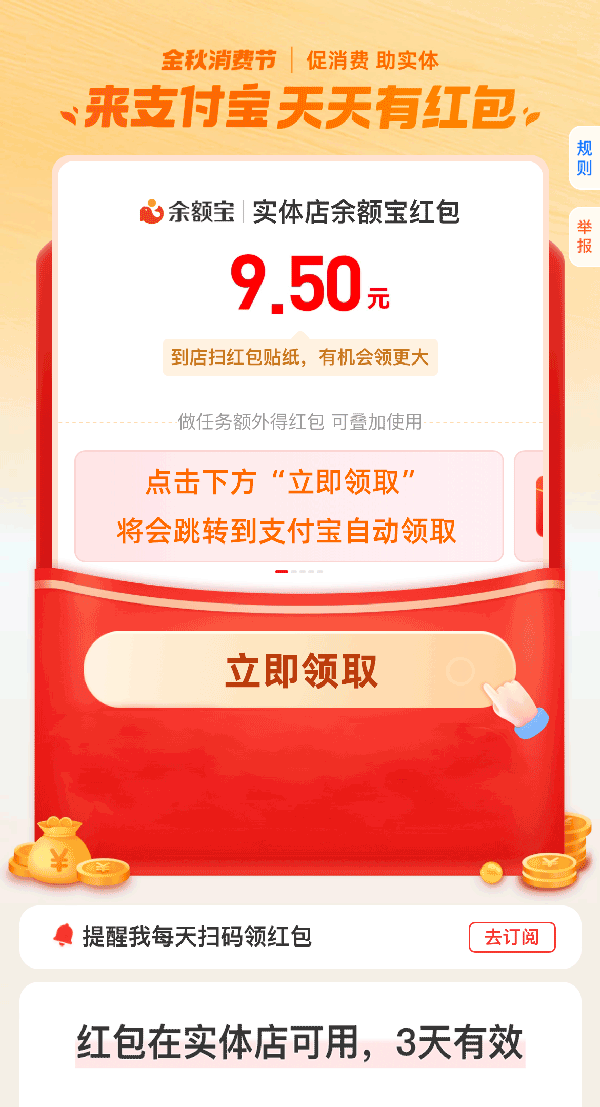 金秋消费节 | 促消费 助实体
来支付宝天天有红包
规则
举报
余额宝 | 实体店余额宝红包
9.50元
到店扫红包贴纸，有机会领更大
做任务额外得红包 可叠加使用
点击下方“立即领取”
将会跳转到支付宝自动领取
立即领取
¥
提醒我每天扫码领红包
去订阅
红包在实体店可用，3天有效